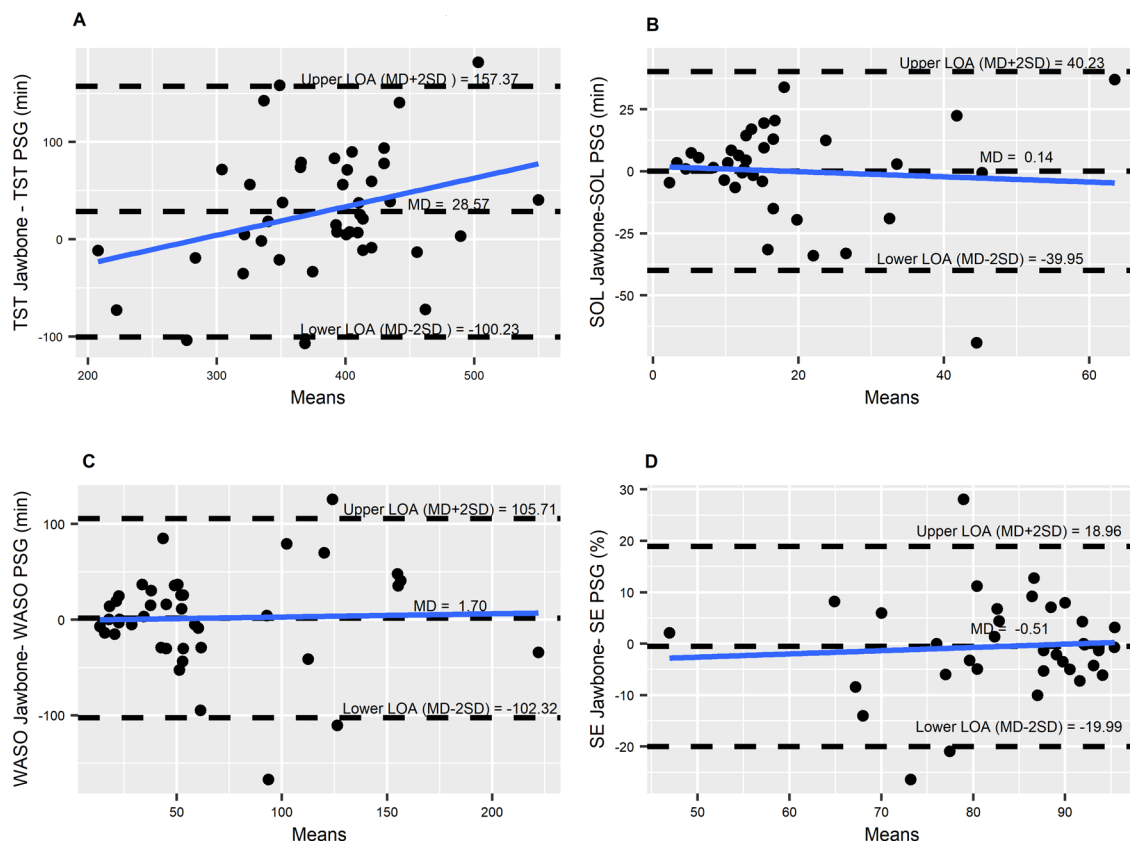 A
TST Jawbone - TST PSG (min)
Upper LOA (MD+2SD ) = 157.37
100
MD = 28.57
0
Lower LOA (MD-2SD ) = -100.23
-100
200 300 400 500
Means
B
SOL Jawbone-SOL PSG (min)
Upper LOA (MD+2SD ) = 40.23
25
MD = 0.14
0
-25
Lower LOA (MD-2SD ) = -39.95
-50
0 20 40 60
Means
C
WASO Jawbone- WASO PSG (min)
Upper LOA (MD+2SD) = 105.71
100
MD = 1.70
0
Lower LOA (MD-2SD) = -102.32
-100
50 100 150 200
Means
D
SE Jawbone- SE PSG (%)
30
Upper LOA (MD+2SD) = 18.96
20
10
MD = -0.51
0
-10
Lower LOA (MD-2SD) = -19.99
-20
50 60 70 80 90
Means